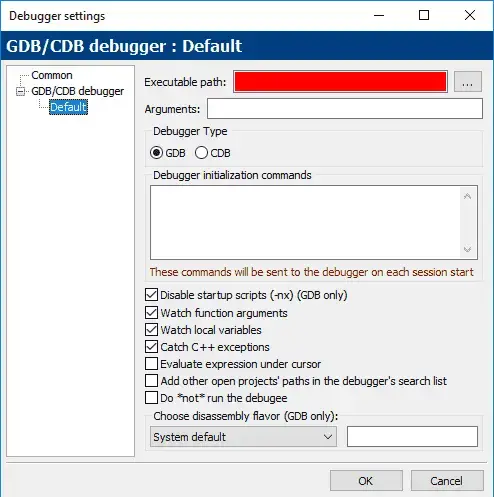 Debugger settings
GDB/CDB debugger : Default
Common
GDB/CDB debugger
Default
Executable path:
...
Arguments:
Debugger Type
GDB
CDB
Debugger initialization commands
These commands will be sent to the debugger on each session start
Disable startup scripts (-nx) (GDB only)
Watch function arguments
Watch local variables
Catch C++ exceptions
Evaluate expression under cursor
Add other open projects' paths in the debugger's search list
Do *not* run the debugee
Choose disassembly flavor (GDB only):
System default
OK
Cancel